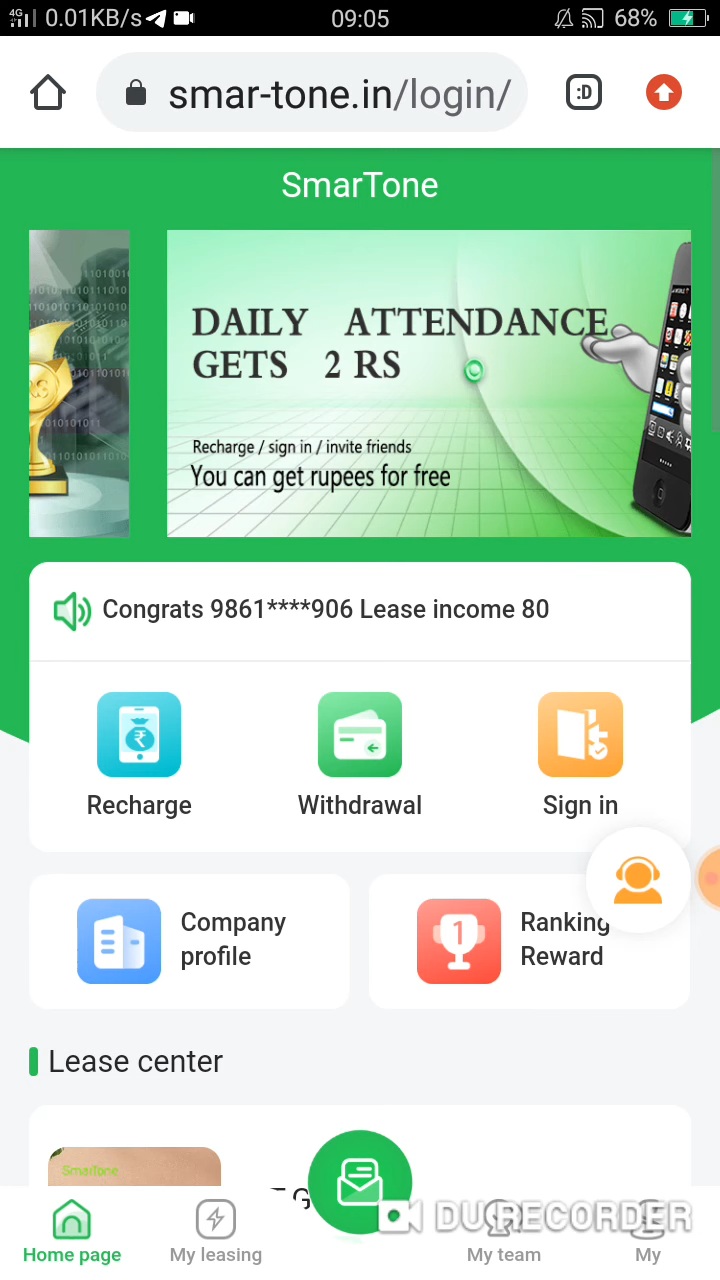 4G 0.01KB/s 09:05 68%
smar-tone.in/login/ :D
SmarTone
DAILY ATTENDANCE
GETS 2 RS
Recharge / sign in / invite friends
You can get rupees for free
Congrats 9861****906 Lease income 80
Recharge Withdrawal Sign in
Company
profile
Ranking
Reward
Lease center
SmarTone
DU RECORDER
Home page My leasing My team My